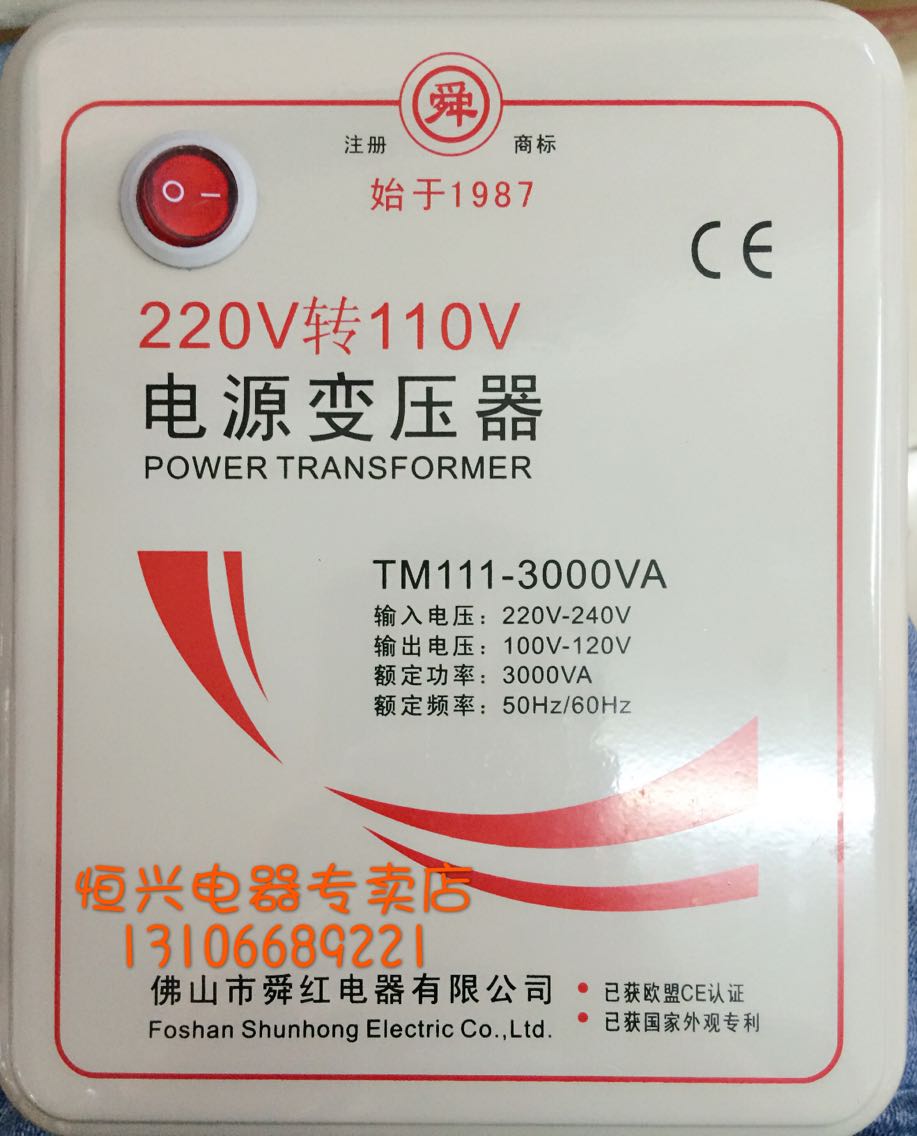 舜
注册 商标
始于1987
CE
220V转110V
电源变压器
POWER TRANSFORMER
TM111-3000VA
输入电压：220V-240V
输出电压：100V-120V
额定功率：3000VA
额定频率：50Hz/60Hz
恒兴电器专卖店
13106689221
佛山市舜红电器有限公司
Foshan Shunhong Electric Co.,Ltd.
• 已获欧盟CE认证
• 已获国家外观专利